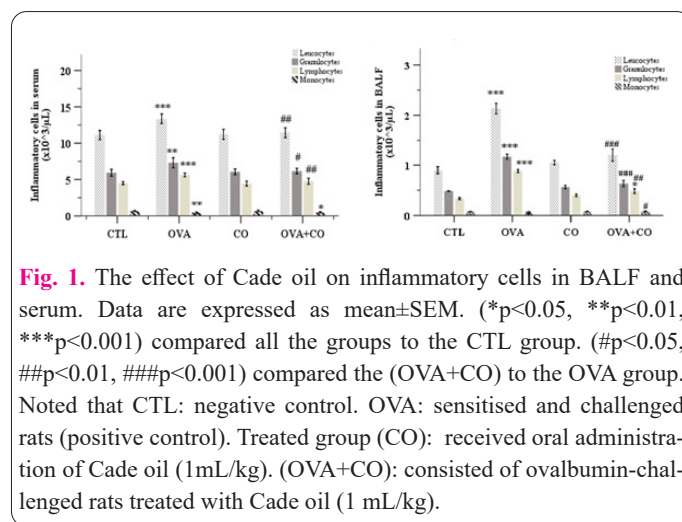 Leucocytes
Granulocytes
Lymphocytes
Monocytes
Inflammatory cells in serum
(x10^3/µL)
20
15
10
5
0
***
**
***
**
##
#
##
*
CTL
OVA
CO
OVA+CO
Leucocytes
Granulocytes
Lymphocytes
Monocytes
Inflammatory cells in BALF
(x10^3/µL)
3
2
1
0
***
***
***
###
###
##
*
#
CTL
OVA
CO
OVA+CO
Fig. 1. The effect of Cade oil on inflammatory cells in BALF and
serum. Data are expressed as mean±SEM. (*p<0.05, **p<0.01,
***p<0.001) compared all the groups to the CTL group. (#p<0.05,
##p<0.01, ###p<0.001) compared the (OVA+CO) to the OVA group.
Noted that CTL: negative control. OVA: sensitised and challenged
rats (positive control). Treated group (CO): received oral administra-
tion of Cade oil (1mL/kg). (OVA+CO): consisted of ovalbumin-chal-
lenged rats treated with Cade oil (1 mL/kg).